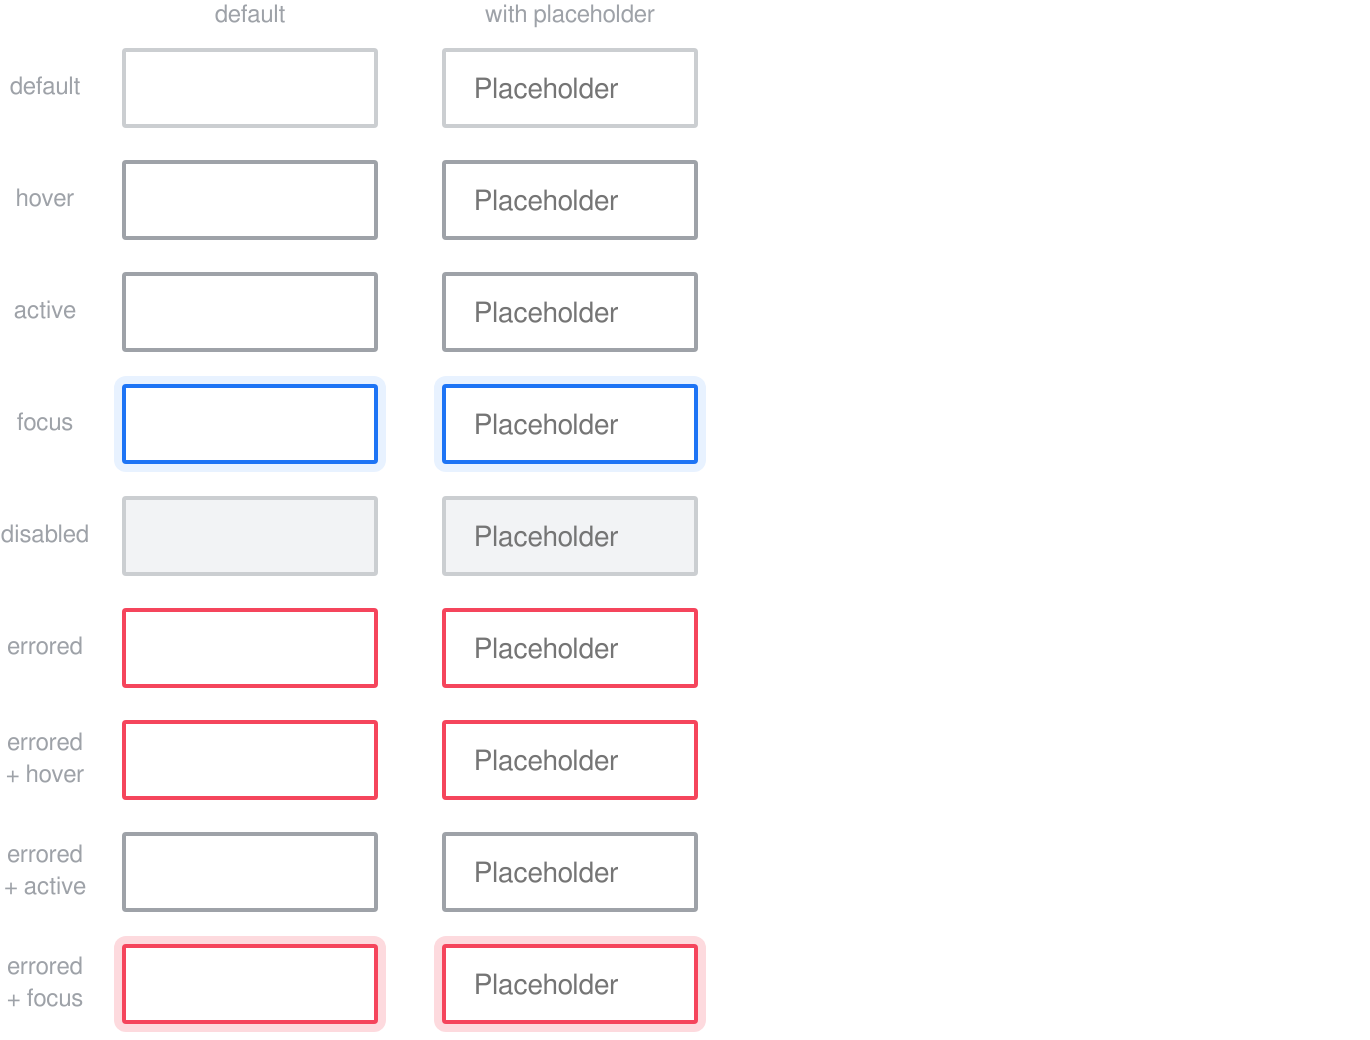 default
with placeholder
default
Placeholder
hover
Placeholder
active
Placeholder
focus
Placeholder
disabled
Placeholder
errored
Placeholder
errored
+ hover
Placeholder
errored
+ active
Placeholder
errored
+ focus
Placeholder